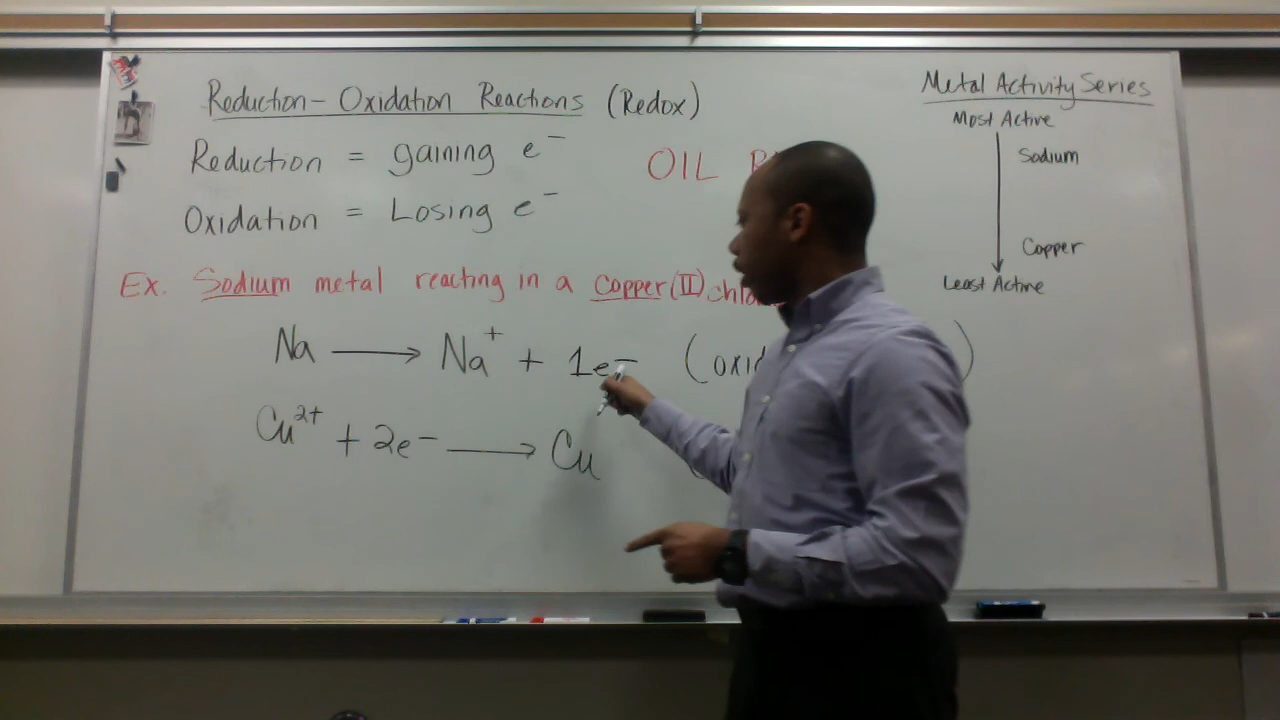 Reduction - Oxidation Reactions (Redox)
Reduction = gaining e⁻
Oxidation = Losing e⁻
OIL
Ex. Sodium metal reacting in a copper(II)
Na ⟶ Na⁺ + 1e⁻ (
Cu²⁺ + 2e⁻ ⟶ Cu
Metal Activity Series
Most Active
Sodium
Copper
Least Active